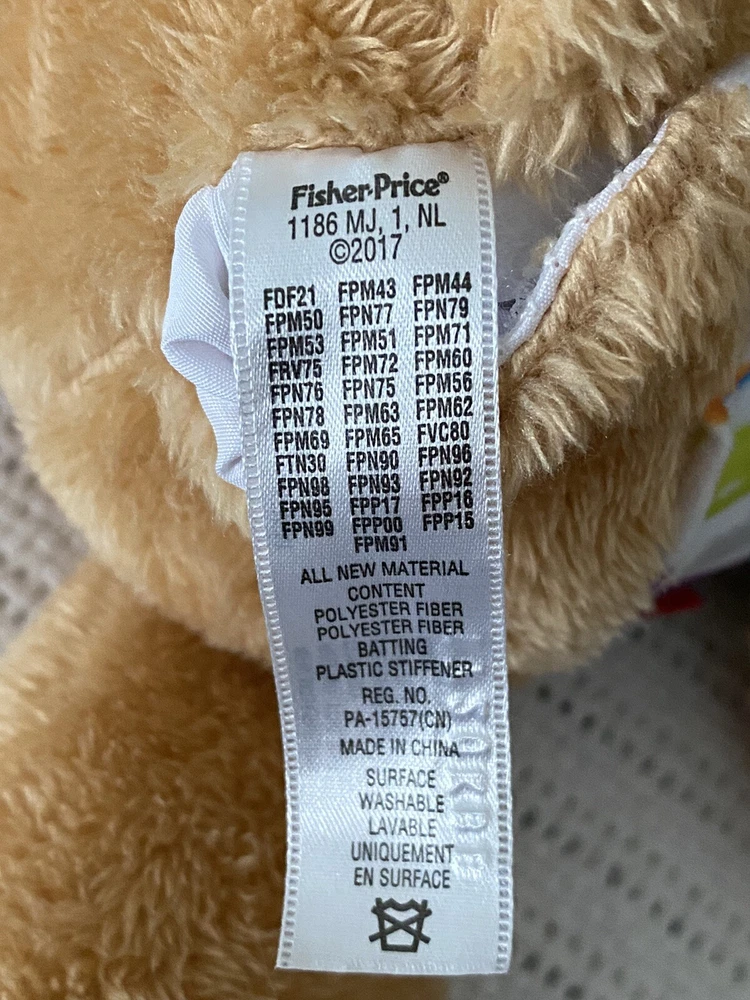 Fisher-Price®
1186 MJ, 1, NL
©2017
FDF21 FPM43 FPM44
FPM50 FPN77 FPN79
FPM53 FPM51 FPM71
FRV75 FPM72 FPM60
FPN76 FPN75 FPM56
FPN78 FPM63 FPM62
FPM69 FPM65 FVC80
FTN30 FPN90 FPN96
FPN98 FPN93 FPN92
FPN95 FPP17 FPP16
FPN99 FPP00 FPP15
FPM91
ALL NEW MATERIAL
CONTENT
POLYESTER FIBER
POLYESTER FIBER
BATTING
PLASTIC STIFFENER
REG. NO.
PA-15757(CN)
MADE IN CHINA
SURFACE
WASHABLE
LAVABLE
UNIQUEMENT
EN SURFACE